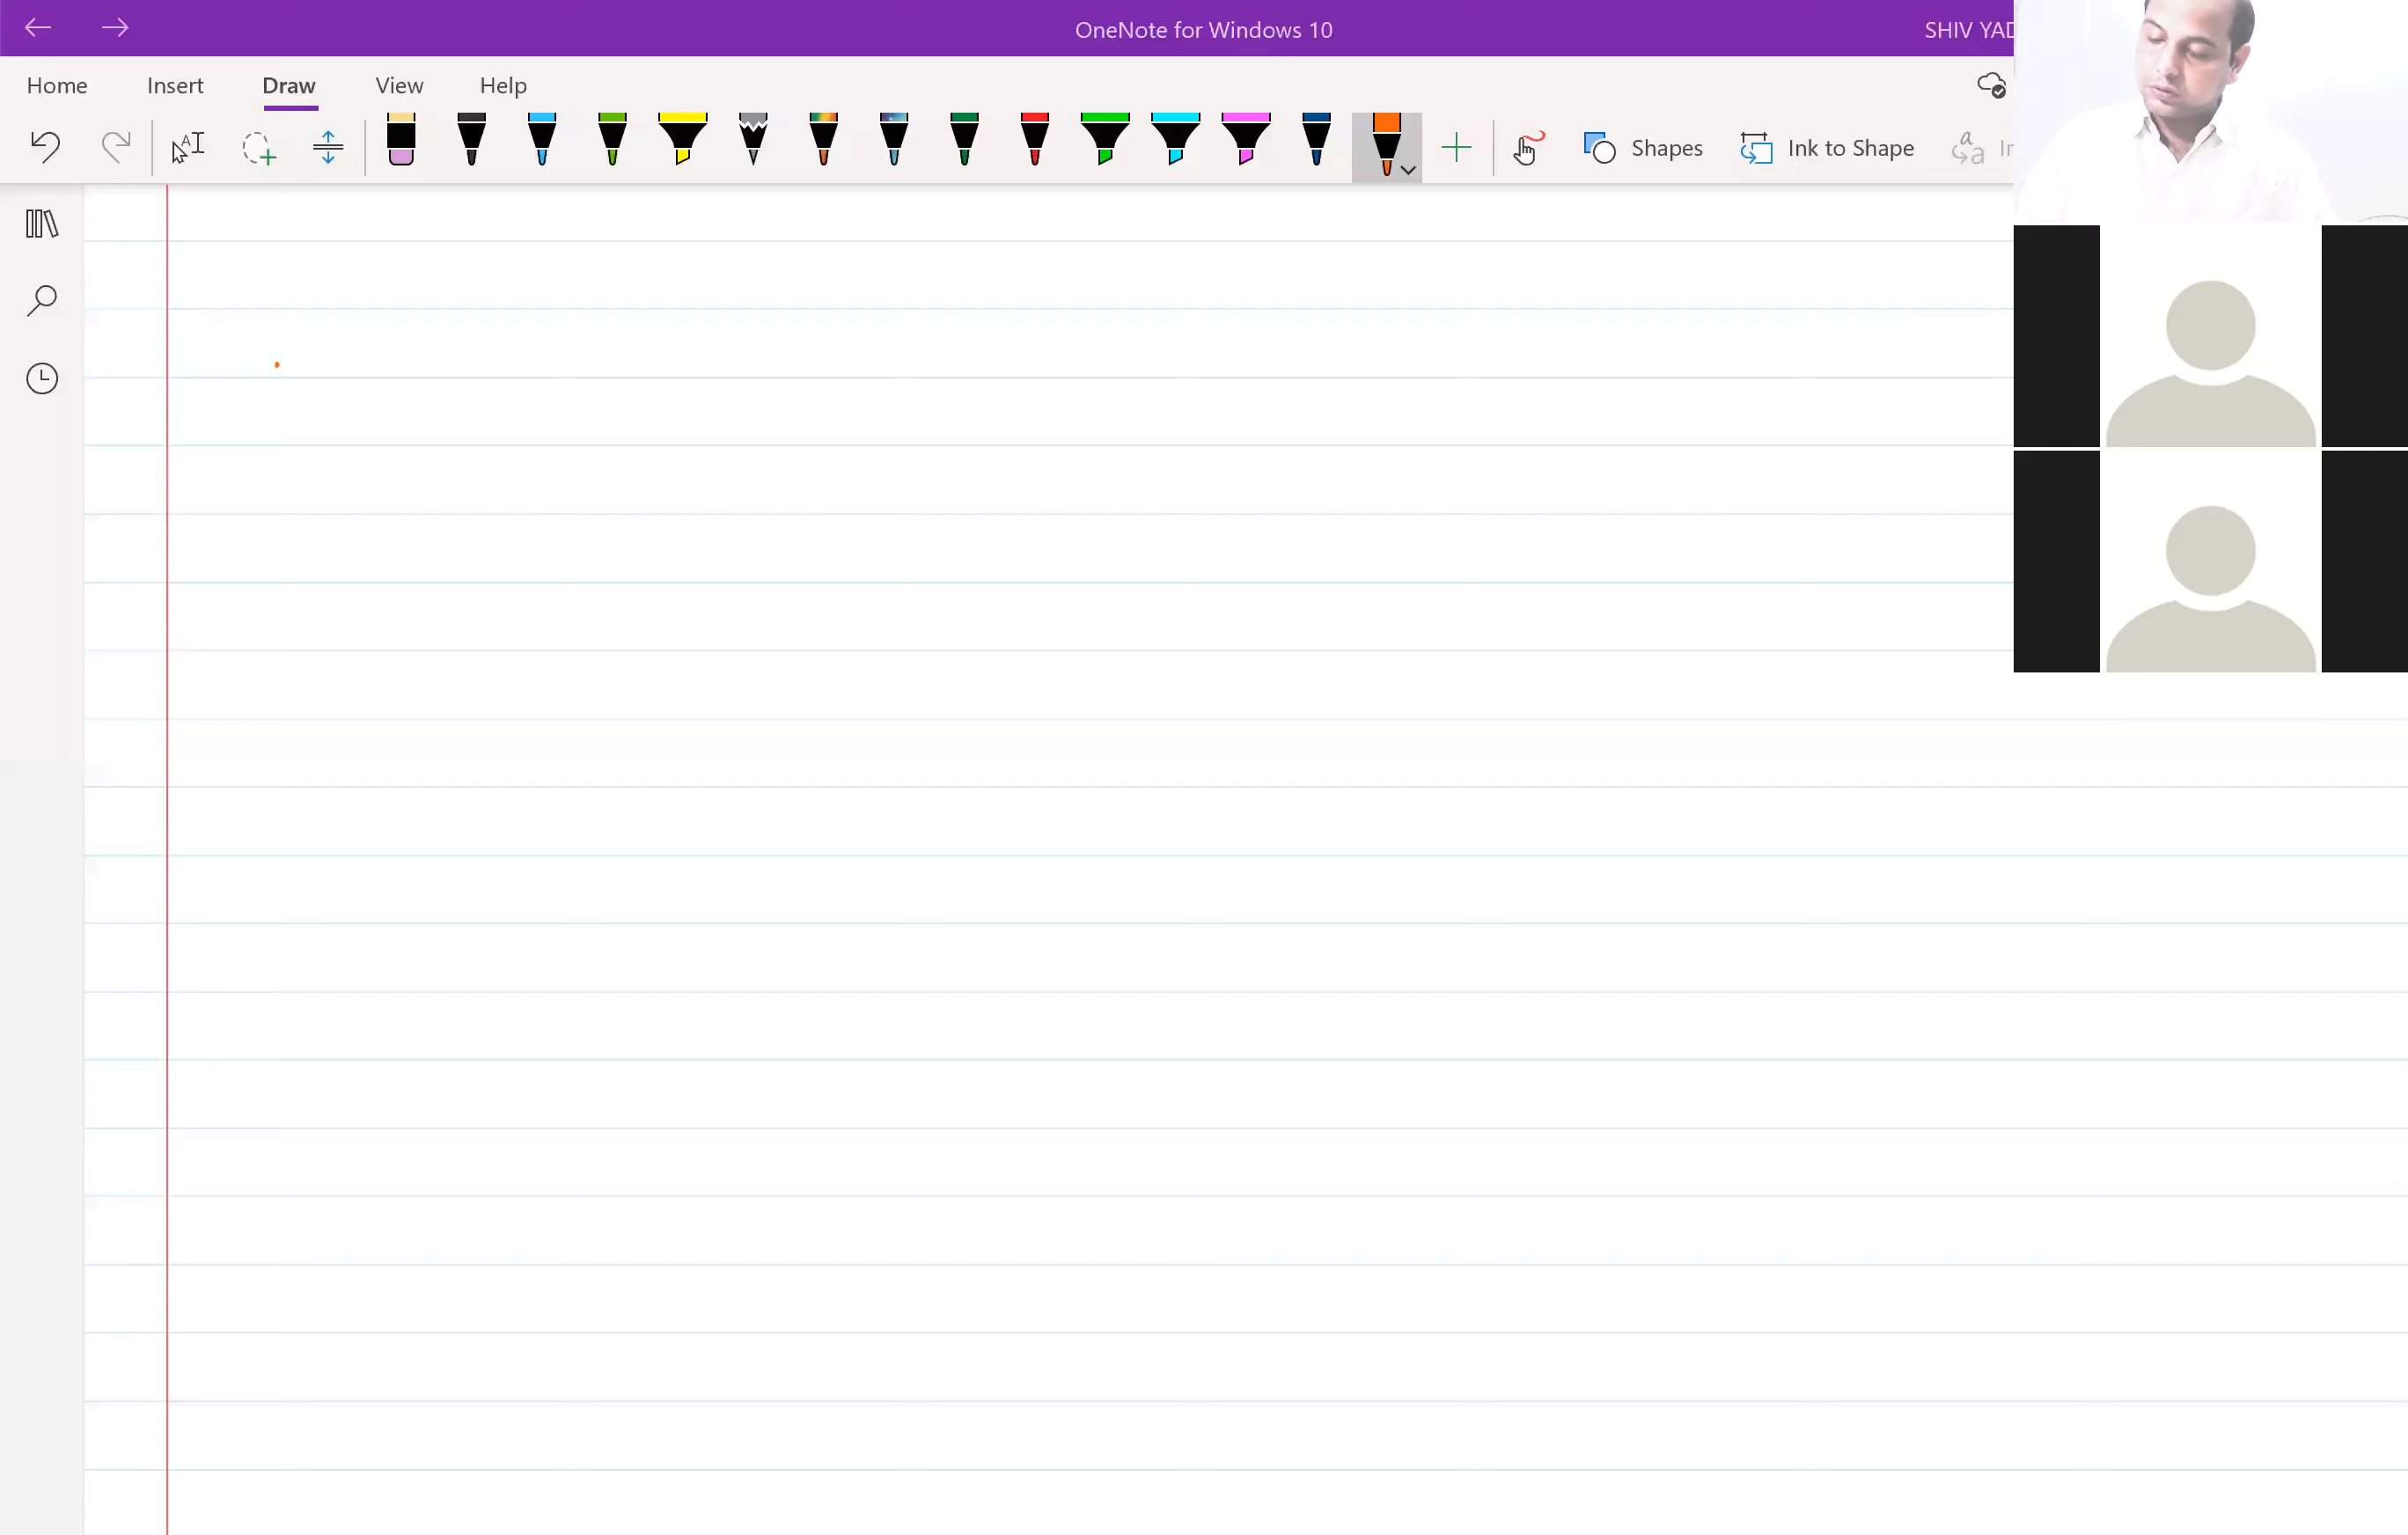 OneNote for Windows 10
SHIV YAD
Home Insert Draw View Help
Shapes
Ink to Shape